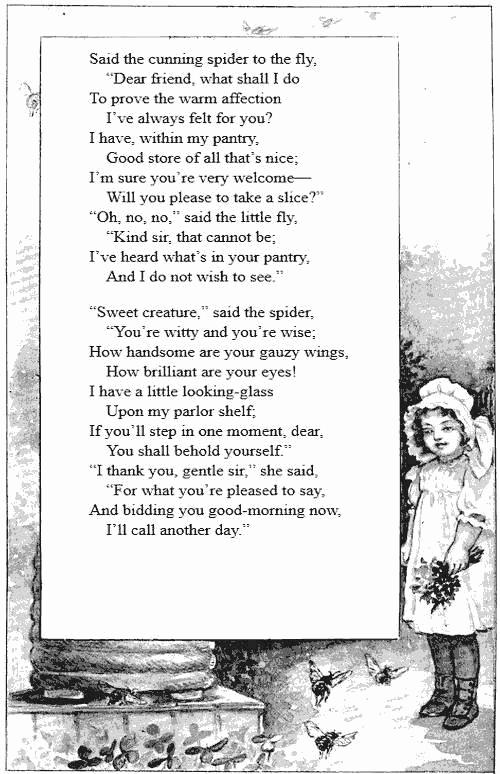 Said the cunning spider to the fly,
"Dear friend, what shall I do
To prove the warm affection
I've always felt for you?
I have, within my pantry,
Good store of all that's nice;
I'm sure you're very welcome—
Will you please to take a slice?"
"Oh, no, no," said the little fly,
"Kind sir, that cannot be;
I've heard what's in your pantry,
And I do not wish to see."
"Sweet creature," said the spider,
"You're witty and you're wise;
How handsome are your gauzy wings,
How brilliant are your eyes!
I have a little looking-glass
Upon my parlor shelf;
If you'll step in one moment, dear,
You shall behold yourself."
"I thank you, gentle sir," she said,
"For what you're pleased to say,
And bidding you good-morning now,
I'll call another day."